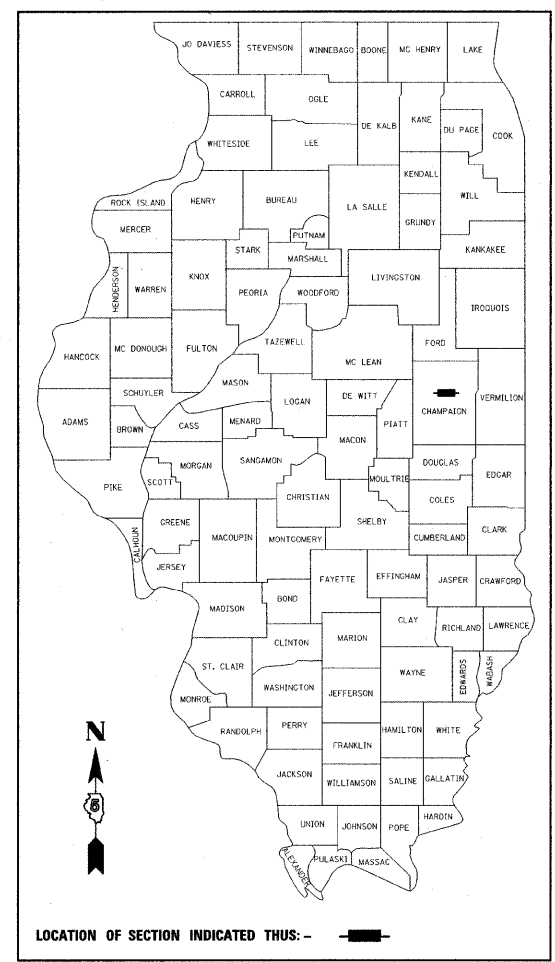 JO DAVIESS STEVENSON WINNEBAGO BOONE MC HENRY LAKE
CARROLL OGLE
DE KALB KANE DU PAGE COOK
WHITESIDE LEE
KENDALL
ROCK ISLAND HENRY BUREAU LA SALLE GRUNDY WILL
MERCER PUTNAM
STARK MARSHALL KANKAKEE
HENDERSON WARREN KNOX PEORIA WOODFORD LIVINGSTON IROQUOIS
HANCOCK MC DONOUGH FULTON TAZEWELL FORD
MC LEAN
SCHUYLER MASON LOGAN DE WITT CHAMPAIGN VERMILION
ADAMS BROWN CASS MENARD MACON PIATT
PIKE SCOTT MORGAN SANGAMON MOULTRIE DOUGLAS EDGAR
CHRISTIAN COLES
CALHOUN GREENE MACOUPIN MONTGOMERY SHELBY CUMBERLAND CLARK
JERSEY FAYETTE EFFINGHAM JASPER CRAWFORD
MADISON BOND
CLAY RICHLAND LAWRENCE
CLINTON MARION
ST. CLAIR WAYNE EDWARDS WABASH
WASHINGTON JEFFERSON
MONROE
RANDOLPH PERRY HAMILTON WHITE
FRANKLIN
JACKSON WILLIAMSON SALINE GALLATIN
HARDIN
UNION JOHNSON POPE
ALEXANDER PULASKI MASSAC
N
5
LOCATION OF SECTION INDICATED THUS: –